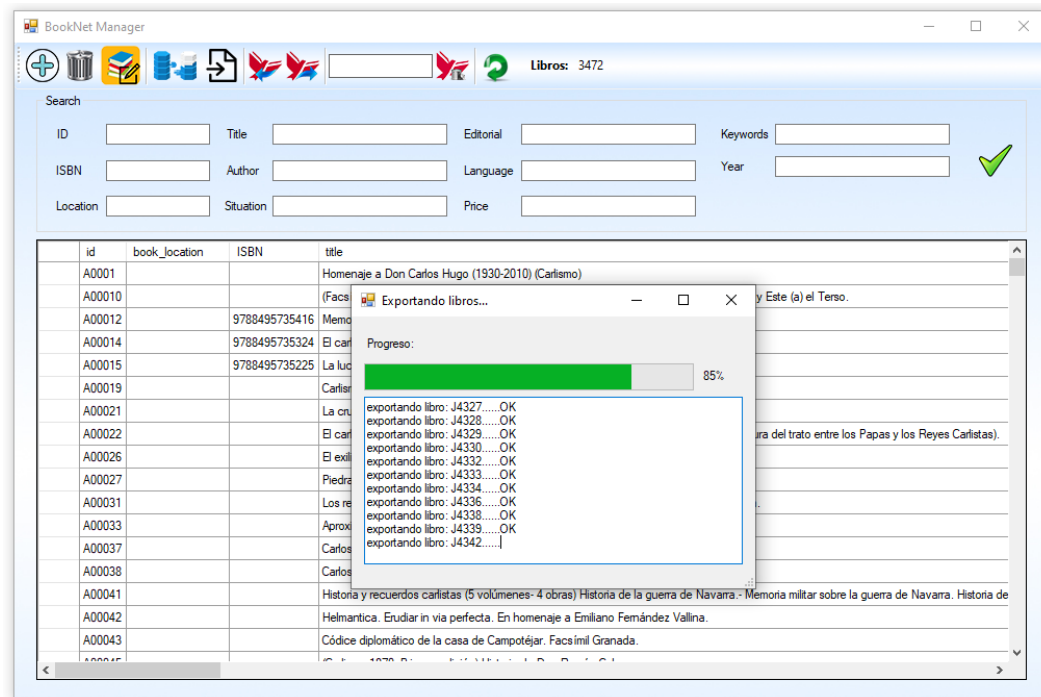 BookNet Manager
Libros: 3472
Search
ID Title Editorial Keywords
ISBN Author Language Year
Location Situation Price
id book_location ISBN title
A0001 Homenaje a Don Carlos Hugo (1930-2010) (Carlismo)
A00010 (Facs y Este (a) el Terso.
A00012 9788495735416 Memo
A00014 9788495735324 El car
A00015 9788495735225 La luc
A00019 Carlis
A00021 La cru
A00022 El carl ura del trato entre los Papas y los Reyes Carlistas).
A00026 El exili
A00027 Piedra
A00031 Los re
A00033 Aproxi
A00037 Carlos
A00038 Carlos
A00041 Historia y recuerdos carlistas (5 volúmenes- 4 obras) Historia de la guerra de Navarra.- Memoria militar sobre la guerra de Navarra. Historia de
A00042 Helmantica. Erudiar in via perfecta. En homenaje a Emiliano Fernández Vallina.
A00043 Códice diplomático de la casa de Campotéjar. Facsímil Granada.
Exportando libros...
Progreso:
85%
exportando libro: J4327......OK
exportando libro: J4328......OK
exportando libro: J4329......OK
exportando libro: J4330......OK
exportando libro: J4332......OK
exportando libro: J4333......OK
exportando libro: J4334......OK
exportando libro: J4336......OK
exportando libro: J4338......OK
exportando libro: J4339......OK
exportando libro: J4342......